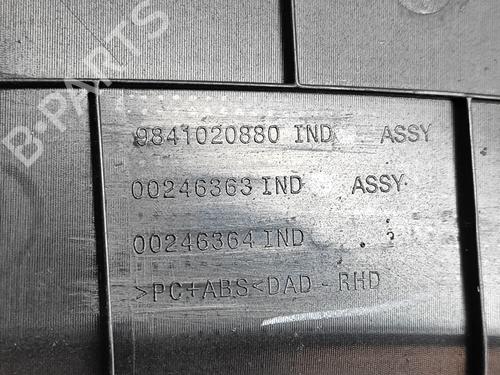 B-PARTS
9841020880 IND ASSY
00246363 IND ASSY
00246364 IND
>PC+ABS<DAD-RHD